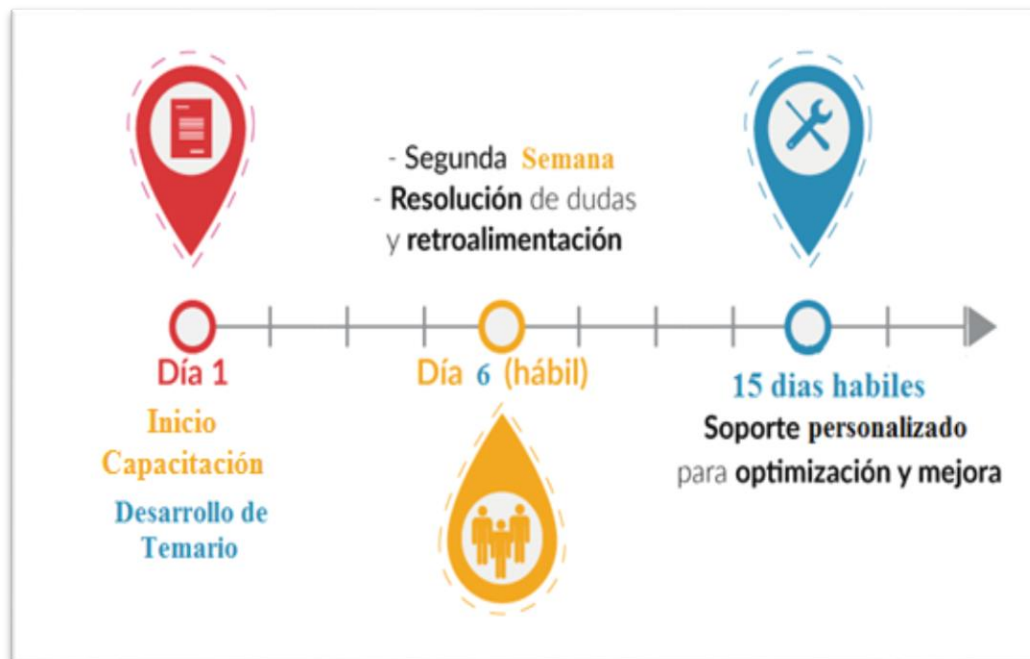 - Segunda Semana
- Resolución de dudas
y retroalimentación
Día 1
Inicio
Capacitación
Desarrollo de
Temario
Día 6 (hábil)
15 dias habiles
Soporte personalizado
para optimización y mejora